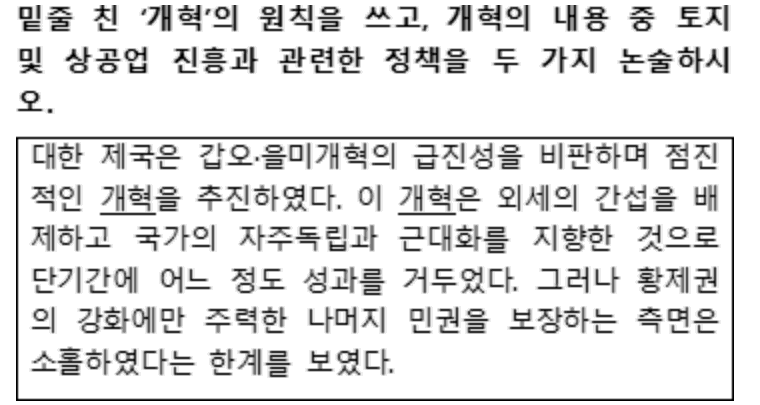 밑줄 친 '개혁'의 원칙을 쓰고, 개혁의 내용 중 토지
및 상공업 진흥과 관련한 정책을 두 가지 논술하시
오.
대한 제국은 갑오·을미개혁의 급진성을 비판하며 점진
적인 개혁을 추진하였다. 이 개혁은 외세의 간섭을 배
제하고 국가의 자주독립과 근대화를 지향한 것으로
단기간에 어느 정도 성과를 거두었다. 그러나 황제권
의 강화에만 주력한 나머지 민권을 보장하는 측면은
소홀하였다는 한계를 보였다.